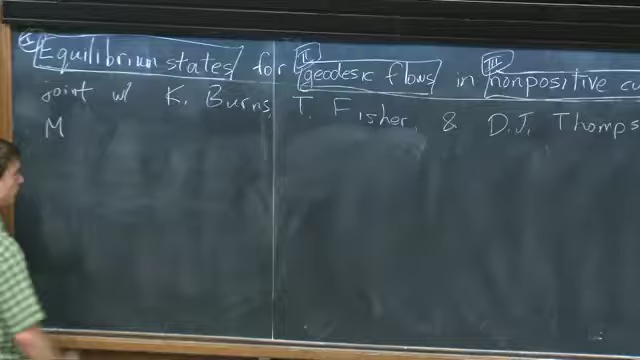 I II III
Equilibrium states for geodesic flows in nonpositive cu
joint w/ K. Burns, T. Fisher, & D.J. Thomps
M